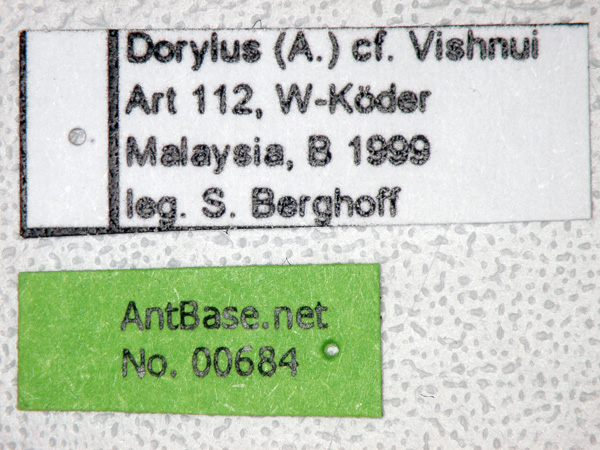 Dorylus (A.) cf. Vishnui
Art 112, W-Köder
Malaysia, B 1999
leg. S. Berghoff
AntBase.net
No. 00684